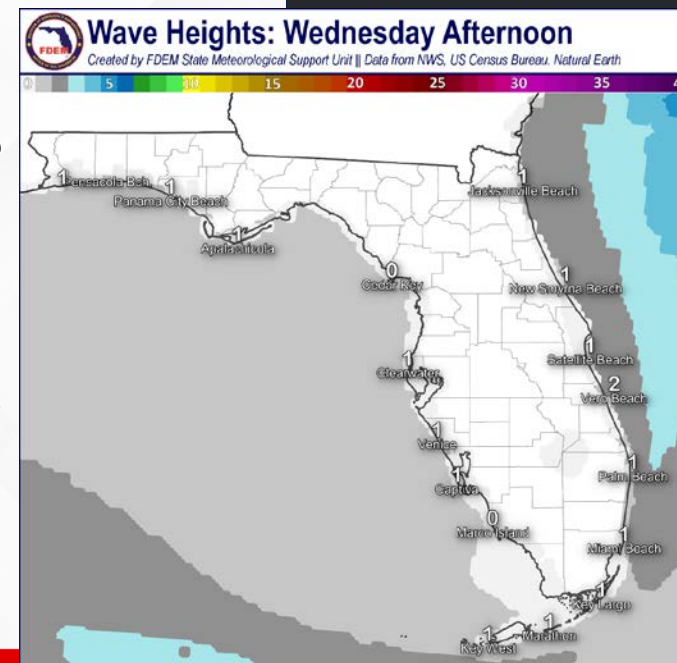 FDEM
Wave Heights: Wednesday Afternoon
Created by FDEM State Meteorological Support Unit || Data from NWS, US Census Bureau, Natural Earth
0 5 10 15 20 25 30 35 4
1
Pensacola Bch
1
Panama City Beach
1
Jacksonville Beach
1
Apalachicola
0
Cedar Key
1
New Smyrna Beach
1
Satellite Beach
1
Clearwater
2
Vero Beach
1
Venice
1
Palm Beach
1
Captiva
0
Marco Island
1
Miami Beach
1
Key Largo
1
Marathon
1
Key West